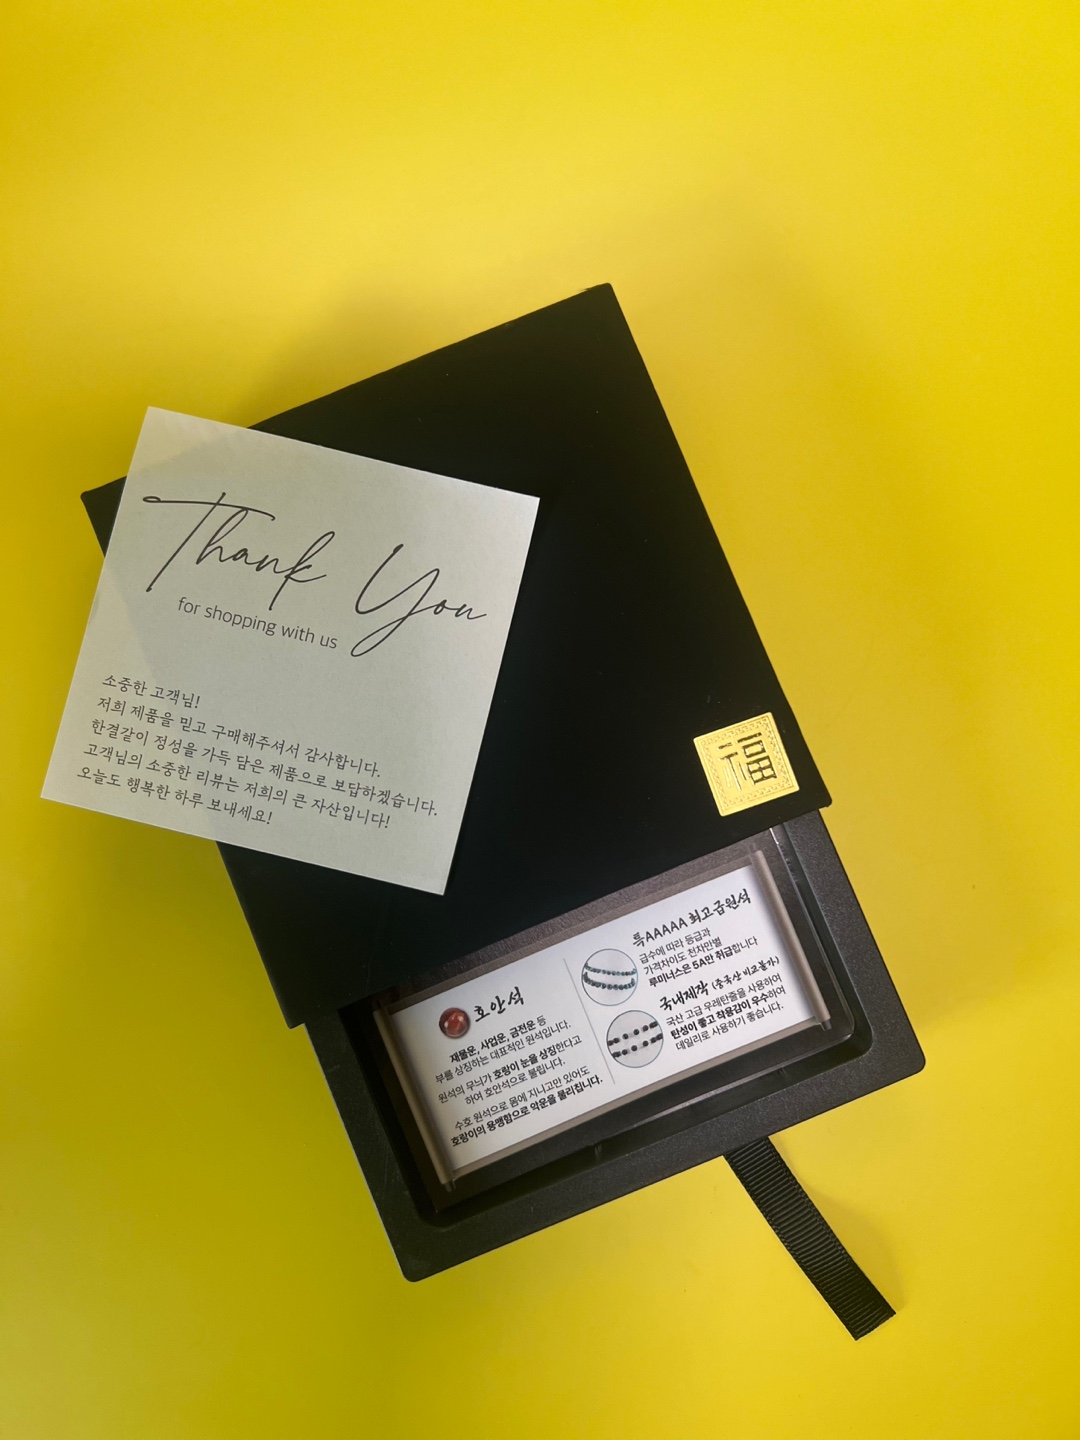 Thank You
for shopping with us
소중한 고객님!
저희 제품을 믿고 구매해주셔서 감사합니다.
한결같이 정성을 가득 담은 제품으로 보답하겠습니다.
고객님의 소중한 리뷰는 저희의 큰 자산입니다!
오늘도 행복한 하루 보내세요!
福
호안석
재물운, 사업운, 금전운 등
부를 상징하는 대표적인 원석입니다.
원석의 무늬가 호랑이 눈을 상징한다고
하여 호안석으로 불립니다.
수호 원석으로 몸에 지니고만 있어도
호랑이의 용맹함으로 악운을 물리칩니다.
특AAAAA 최고급원석
급수에 따라 등급과
가격차이도 천차만별
루미너스은 5A만 취급합니다
국내제작 (중국산 비교불가)
국산 고급 우레탄줄을 사용하여
탄성이 좋고 착용감이 우수하여
데일리로 사용하기 좋습니다.